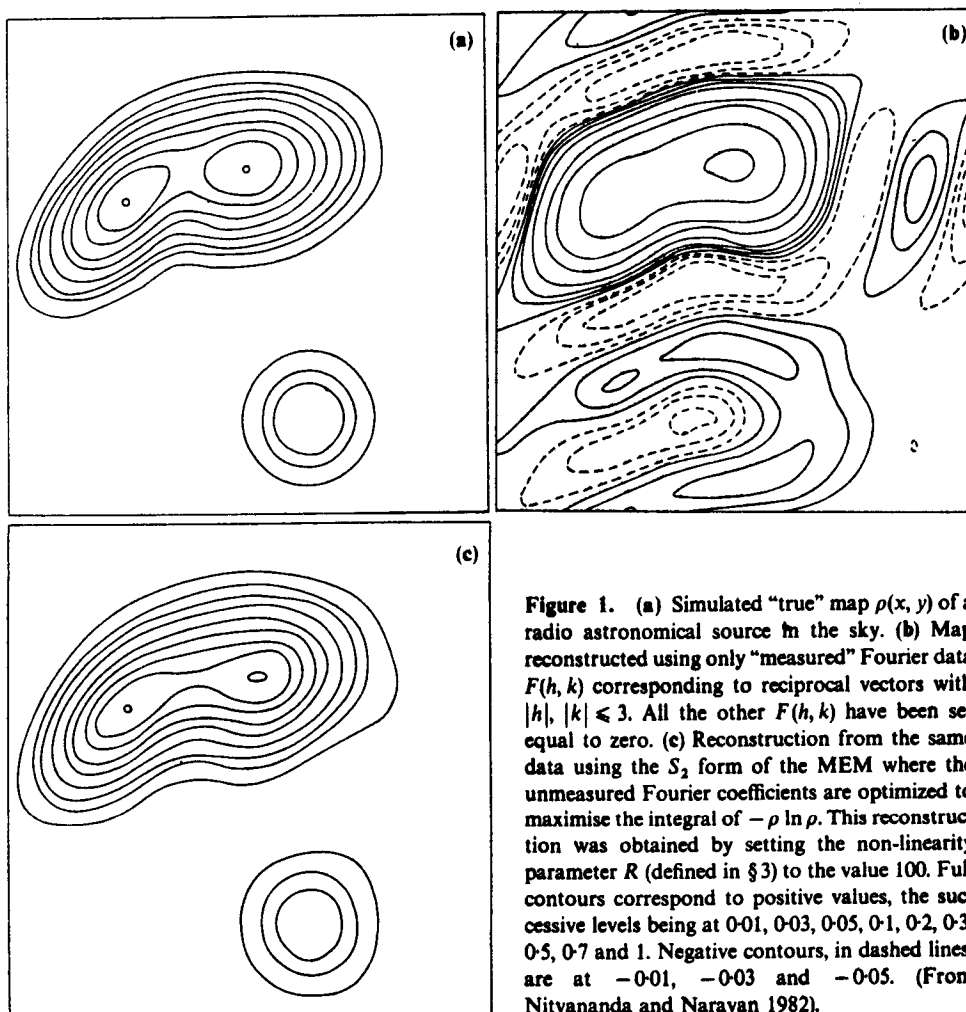 (a)
(b)
(c)
Figure 1. (a) Simulated "true" map ρ(x, y) of a
radio astronomical source in the sky. (b) Map
reconstructed using only "measured" Fourier data
F(h, k) corresponding to reciprocal vectors with
|h|, |k| ⩽ 3. All the other F(h, k) have been se
equal to zero. (c) Reconstruction from the same
data using the S₂ form of the MEM where the
unmeasured Fourier coefficients are optimized to
maximise the integral of − ρ ln ρ. This reconstruc
tion was obtained by setting the non-linearity
parameter R (defined in § 3) to the value 100. Ful
contours correspond to positive values, the suc
cessive levels being at 0·01, 0·03, 0·05, 0·1, 0·2, 0·3
0·5, 0·7 and 1. Negative contours, in dashed lines
are at −0·01, −0·03 and −0·05. (From
Nityananda and Narayan 1982).